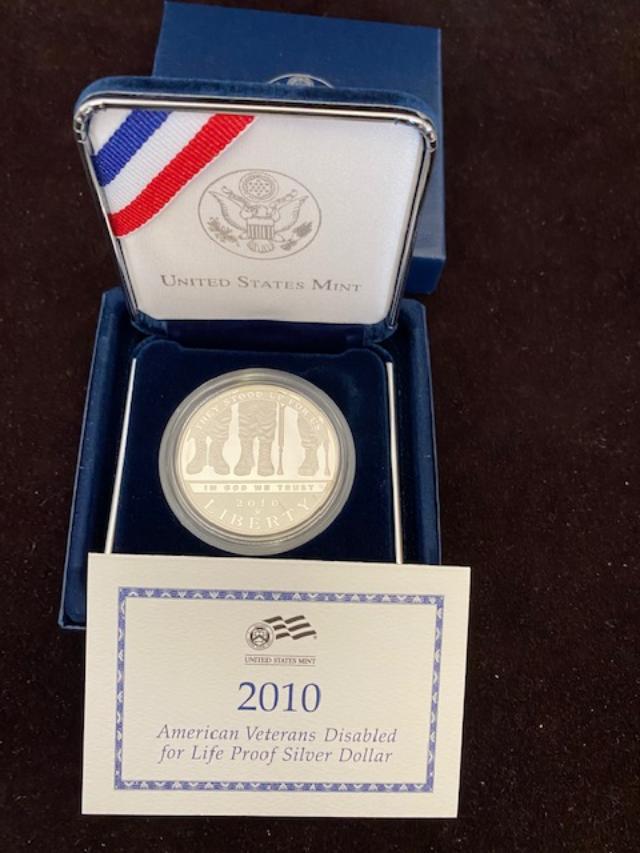 UNITED STATES MINT
THEY STOOD UP FOR US
IN GOD WE TRUST
2010
W
LIBERTY
UNITED STATES MINT
2010
American Veterans Disabled
for Life Proof Silver Dollar